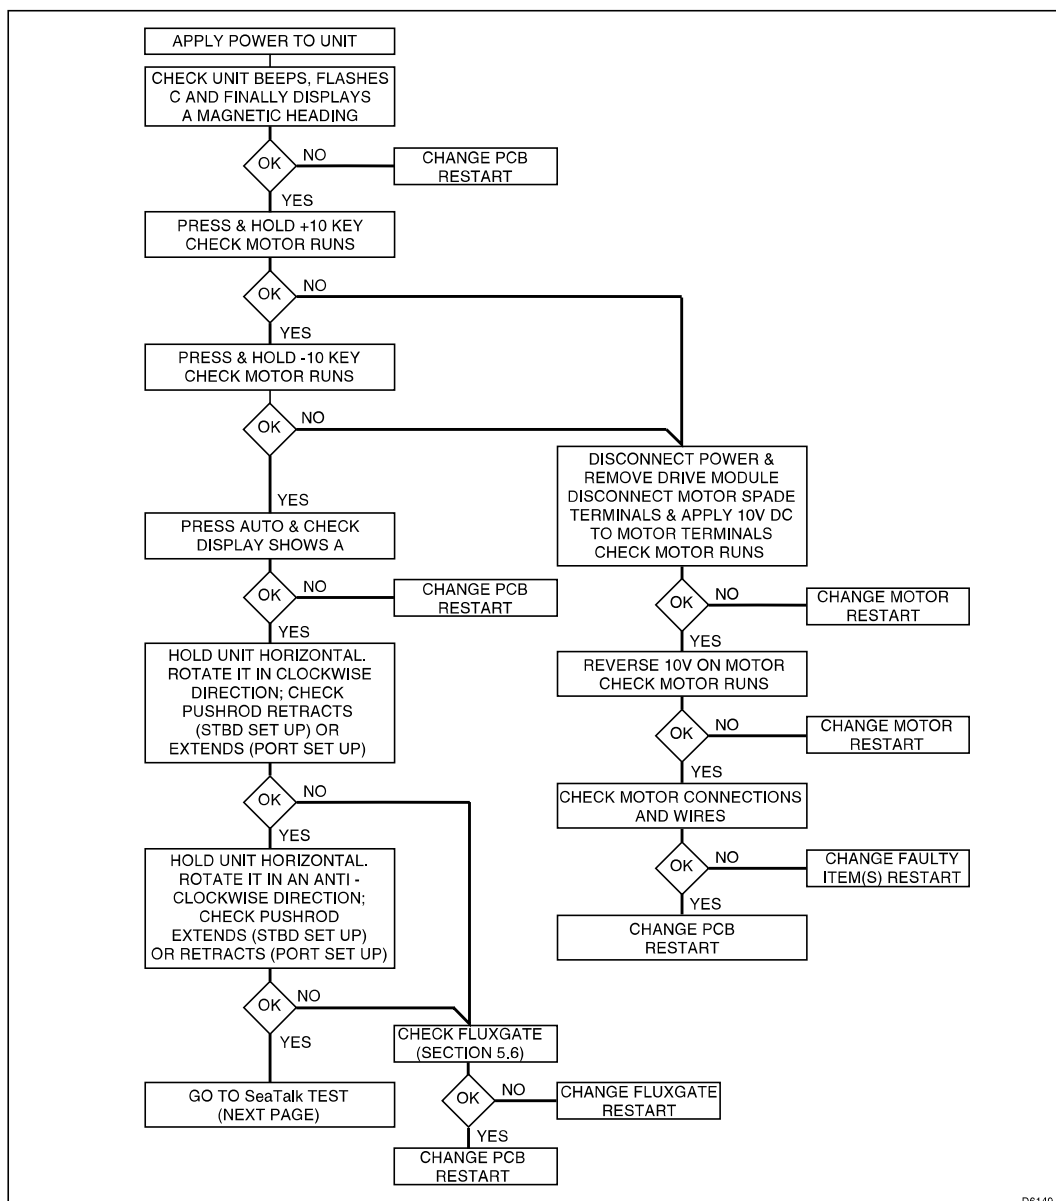 APPLY POWER TO UNIT
CHECK UNIT BEEPS, FLASHES
C AND FINALLY DISPLAYS
A MAGNETIC HEADING
OK
NO
CHANGE PCB
RESTART
YES
PRESS & HOLD +10 KEY
CHECK MOTOR RUNS
OK
NO
YES
PRESS & HOLD -10 KEY
CHECK MOTOR RUNS
OK
NO
YES
PRESS AUTO & CHECK
DISPLAY SHOWS A
OK
NO
CHANGE PCB
RESTART
YES
HOLD UNIT HORIZONTAL.
ROTATE IT IN CLOCKWISE
DIRECTION; CHECK
PUSHROD RETRACTS
(STBD SET UP) OR
EXTENDS (PORT SET UP)
OK
NO
YES
HOLD UNIT HORIZONTAL.
ROTATE IT IN AN ANTI -
CLOCKWISE DIRECTION;
CHECK PUSHROD
EXTENDS (STBD SET UP)
OR RETRACTS (PORT SET UP)
OK
NO
YES
GO TO SeaTalk TEST
(NEXT PAGE)
CHECK FLUXGATE
(SECTION 5.6)
OK
NO
CHANGE FLUXGATE
RESTART
YES
CHANGE PCB
RESTART
DISCONNECT POWER &
REMOVE DRIVE MODULE
DISCONNECT MOTOR SPADE
TERMINALS & APPLY 10V DC
TO MOTOR TERMINALS
CHECK MOTOR RUNS
OK
NO
CHANGE MOTOR
RESTART
YES
REVERSE 10V ON MOTOR
CHECK MOTOR RUNS
OK
NO
CHANGE MOTOR
RESTART
YES
CHECK MOTOR CONNECTIONS
AND WIRES
OK
NO
CHANGE FAULTY
ITEM(S) RESTART
YES
CHANGE PCB
RESTART
D6149